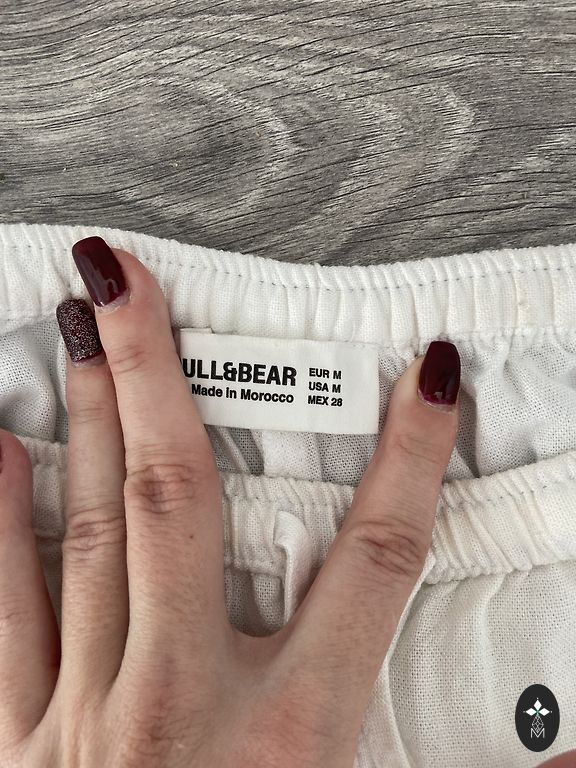 ULL&BEAR
Made in Morocco
EUR M
USA M
MEX 28